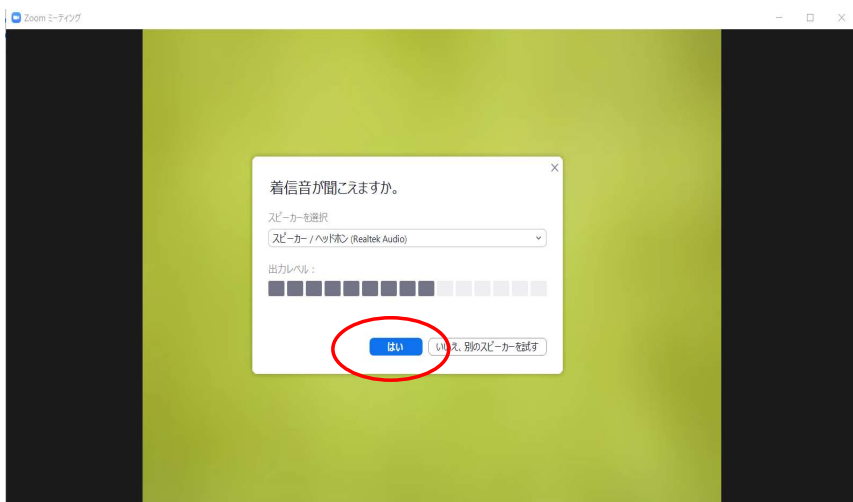 Zoom ミーティング
着信音が聞こえますか。
スピーカーを選択
スピーカー / ヘッドホン (Realtek Audio)
出力レベル：
はい
いいえ、別のスピーカーを試す